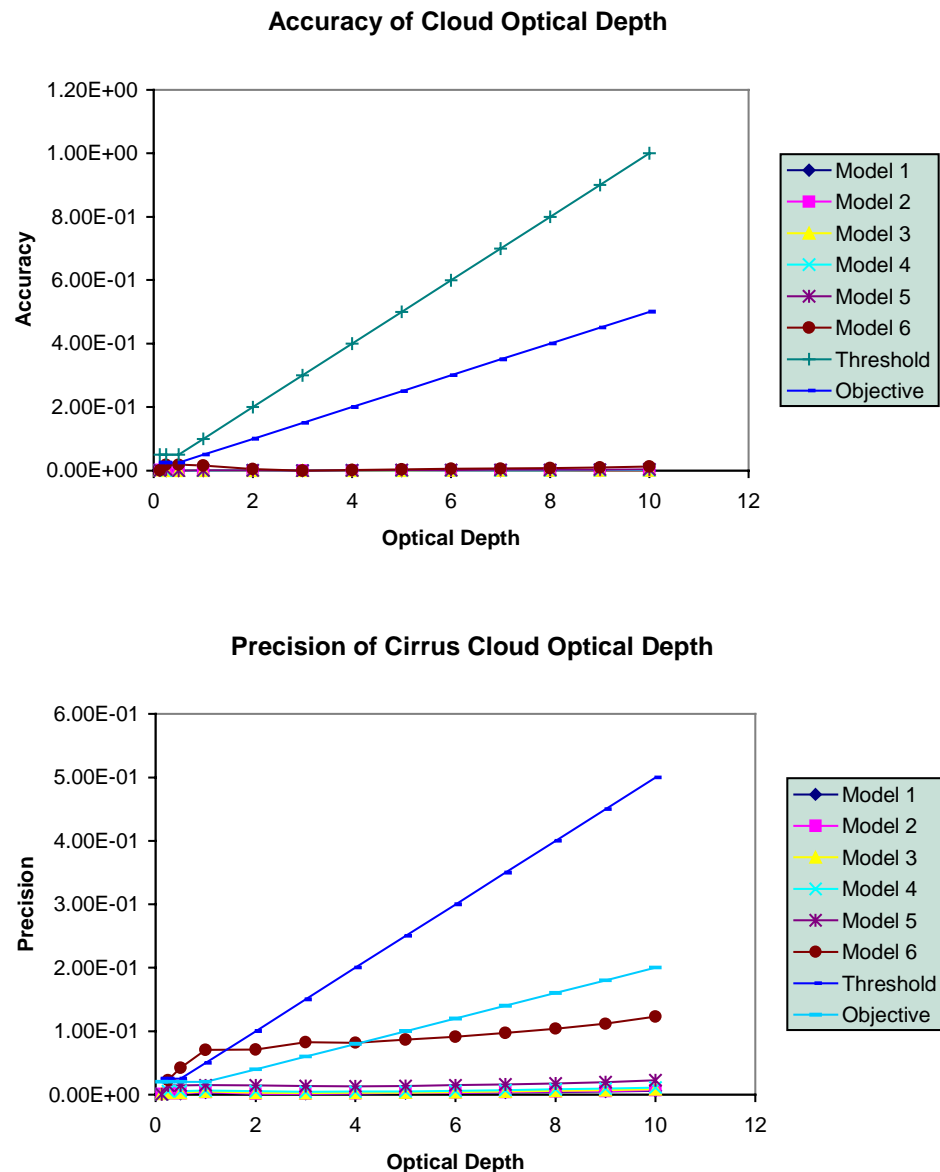 Accuracy of Cloud Optical Depth
1.20E+00
1.00E+00
8.00E-01
6.00E-01
4.00E-01
2.00E-01
0.00E+00
Accuracy
0 2 4 6 8 10 12
Optical Depth
Model 1
Model 2
Model 3
Model 4
Model 5
Model 6
Threshold
Objective
Precision of Cirrus Cloud Optical Depth
6.00E-01
5.00E-01
4.00E-01
3.00E-01
2.00E-01
1.00E-01
0.00E+00
Precision
0 2 4 6 8 10 12
Optical Depth
Model 1
Model 2
Model 3
Model 4
Model 5
Model 6
Threshold
Objective